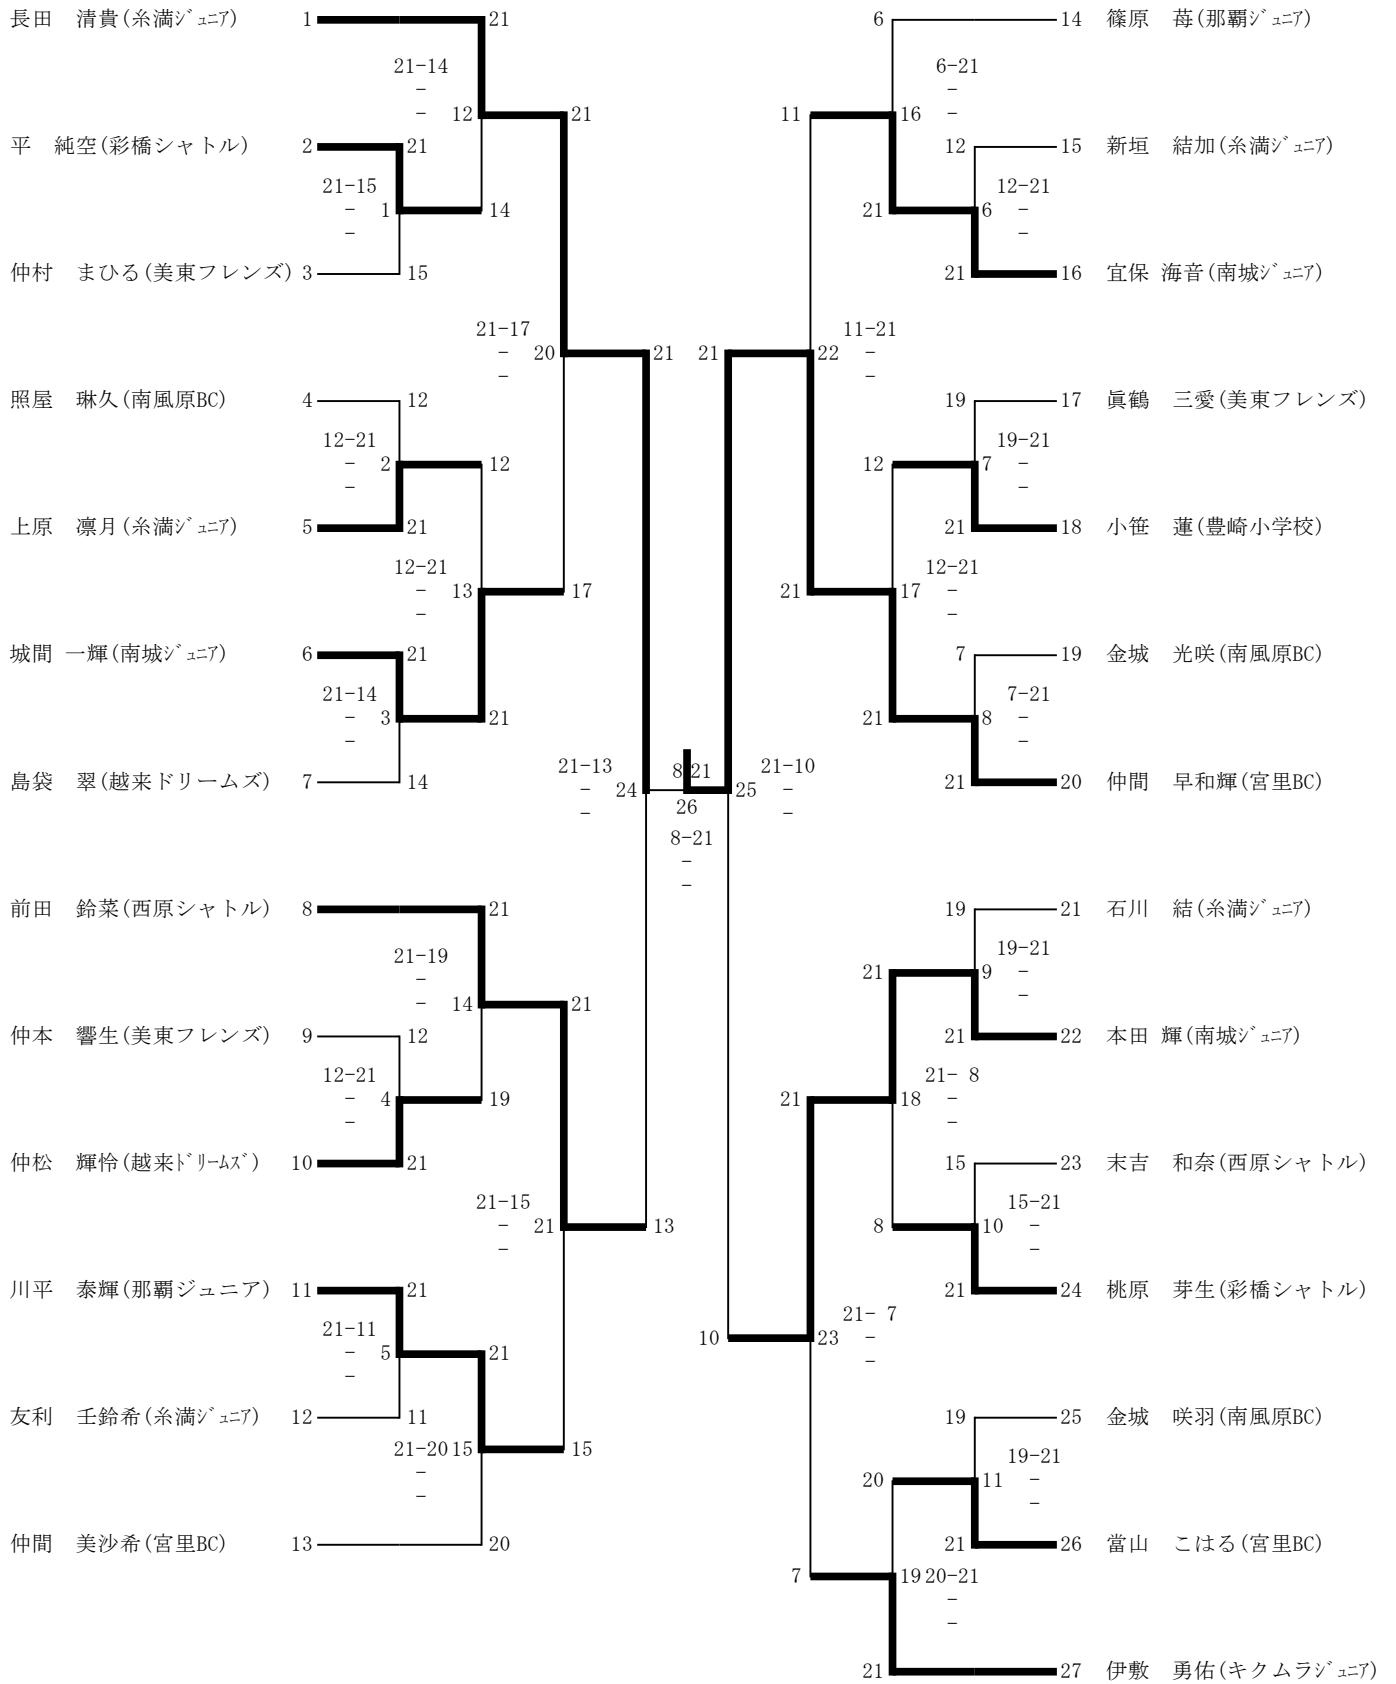 長田　清貴(糸満ｼﾞｭﾆｱ) 1 21
21-14
-
- 12 21
平　純空(彩橋シャトル) 2 21
21-15
- 1 14
-
仲村　まひる(美東フレンズ) 3 15
21-17
- 20 21
-
照屋　琳久(南風原BC) 4 12
12-21
- 2 12
-
上原　凛月(糸満ｼﾞｭﾆｱ) 5 21
12-21
- 13 17
-
城間 一輝(南城ｼﾞｭﾆｱ) 6 21
21-14
- 3 21
-
島袋　翠(越来ドリームズ) 7 14
21-13
- 24
-
前田　鈴菜(西原シャトル) 8 21
21-19
-
- 14 21
仲本　響生(美東フレンズ) 9 12
12-21
- 4 19
-
仲松　輝怜(越来ﾄﾞﾘｰﾑｽﾞ) 10 21
21-15
- 21 13
-
川平　泰輝(那覇ジュニア) 11 21
21-11
- 5 21
-
友利　壬鈴希(糸満ｼﾞｭﾆｱ) 12 11
21-20 15 15
-
-
仲間　美沙希(宮里BC) 13 20
8 21
26
8-21
-
-
6 14 篠原　苺(那覇ｼﾞｭﾆｱ)
6-21
-
11 16 -
12 15 新垣　結加(糸満ｼﾞｭﾆｱ)
12-21
21 6 -
-
21 16 宜保 海音(南城ｼﾞｭﾆｱ)
11-21
21 22 -
-
19 17 眞鶴　三愛(美東フレンズ)
19-21
12 7 -
-
21 18 小笹　蓮(豊崎小学校)
12-21
21 17 -
-
7 19 金城　光咲(南風原BC)
7-21
21 8 -
-
21 20 仲間　早和輝(宮里BC)
21-10
25 -
-
19 21 石川　結(糸満ｼﾞｭﾆｱ)
19-21
21 9 -
-
21 22 本田 輝(南城ｼﾞｭﾆｱ)
21- 8
21 18 -
-
15 23 末吉　和奈(西原シャトル)
15-21
8 10 -
-
21 24 桃原　芽生(彩橋シャトル)
21- 7
10 23 -
-
19 25 金城　咲羽(南風原BC)
19-21
20 11 -
-
21 26 當山　こはる(宮里BC)
7 19 20-21
-
-
21 27 伊敷　勇佑(キクムラｼﾞｭﾆｱ)